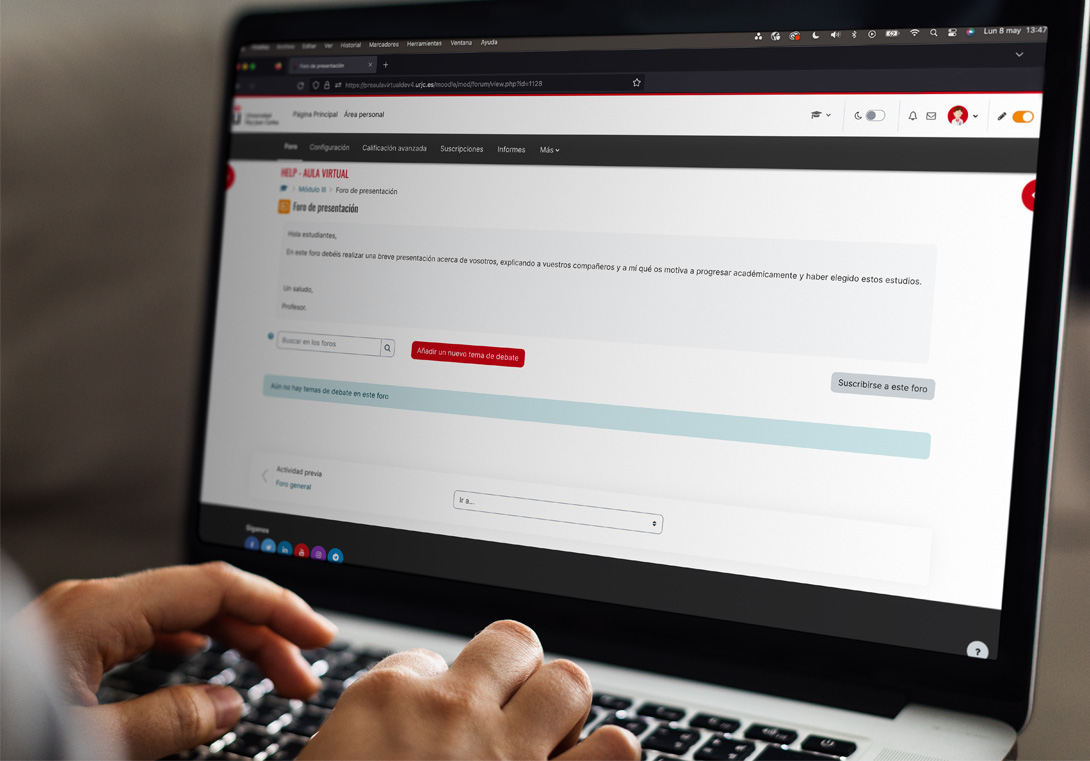 Archivo Editar Ver Historial Marcadores Herramientas Ventana Ayuda
Lun 8 may 13:47
Foro de presentación
https://preaulavirtualdev4.urjc.es/moodle/mod/forum/view.php?id=1128
Universidad
Rey Juan Carlos
Página Principal Área personal
Foro Configuración Calificación avanzada Suscripciones Informes Más
HELP - AULA VIRTUAL
Módulo III > Foro de presentación
Foro de presentación
Hola estudiantes,
En este foro debéis realizar una breve presentación acerca de vosotros, explicando a vuestros compañeros y a mí qué os motiva a progresar académicamente y haber elegido estos estudios.
Un saludo,
Profesor.
Buscar en los foros
Añadir un nuevo tema de debate
Suscribirse a este foro
Aún no hay temas de debate en este foro
Actividad previa
Foro general
Ir a...
Síganos
?